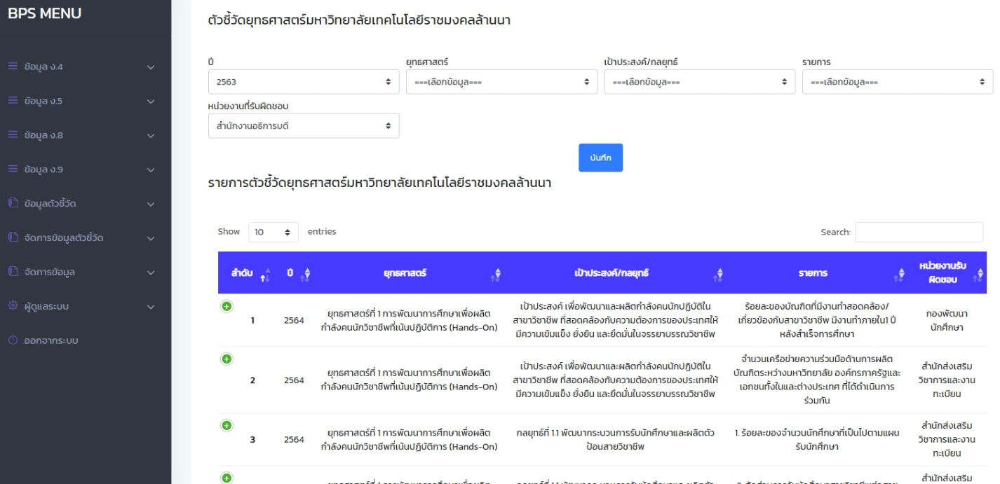 BPS MENU
ข้อมูล ง.4
ข้อมูล ง.5
ข้อมูล ง.8
ข้อมูล ง.9
ข้อมูลตัวชี้วัด
จัดการข้อมูลตัวชี้วัด
จัดการข้อมูล
ผู้ดูแลระบบ
ออกจากระบบ
ตัวชี้วัดยุทธศาสตร์มหาวิทยาลัยเทคโนโลยีราชมงคลล้านนา
ปี ยุทธศาสตร์ เป้าประสงค์/กลยุทธ์ รายการ
2563 ===เลือกข้อมูล=== ===เลือกข้อมูล=== ===เลือกข้อมูล===
หน่วยงานที่รับผิดชอบ
สำนักงานอธิการบดี
บันทึก
รายการตัวชี้วัดยุทธศาสตร์มหาวิทยาลัยเทคโนโลยีราชมงคลล้านนา
Show 10 entries Search:
ลำดับ ปี ยุทธศาสตร์ เป้าประสงค์/กลยุทธ์ รายการ หน่วยงานรับ
ผิดชอบ
1 2564
ยุทธศาสตร์ที่ 1 การพัฒนาการศึกษาเพื่อผลิต
กำลังคนนักวิชาชีพที่เน้นปฏิบัติการ (Hands-On)
เป้าประสงค์ เพื่อพัฒนาและผลิตกำลังคนนักปฏิบัติใน
สาขาวิชาชีพ ที่สอดคล้องกับความต้องการของประเทศให้
มีความเข้มแข็ง ยั่งยืน และยึดมั่นในจรรยาบรรณวิชาชีพ
ร้อยละของบัณฑิตที่มีงานทำสอดคล้อง/
เกี่ยวข้องกับสาขาวิชาชีพ มีงานทำภายใน1 ปี
หลังสำเร็จการศึกษา
กองพัฒนา
นักศึกษา
2 2564
ยุทธศาสตร์ที่ 1 การพัฒนาการศึกษาเพื่อผลิต
กำลังคนนักวิชาชีพที่เน้นปฏิบัติการ (Hands-On)
เป้าประสงค์ เพื่อพัฒนาและผลิตกำลังคนนักปฏิบัติใน
สาขาวิชาชีพ ที่สอดคล้องกับความต้องการของประเทศให้
มีความเข้มแข็ง ยั่งยืน และยึดมั่นในจรรยาบรรณวิชาชีพ
จำนวนเครือข่ายความร่วมมือด้านการผลิต
บัณฑิตระหว่างมหาวิทยาลัย องค์กรภาครัฐและ
เอกชนทั้งในและต่างประเทศ ที่ได้ดำเนินการ
ร่วมกัน
สำนักส่งเสริม
วิชาการและงาน
ทะเบียน
3 2564
ยุทธศาสตร์ที่ 1 การพัฒนาการศึกษาเพื่อผลิต
กำลังคนนักวิชาชีพที่เน้นปฏิบัติการ (Hands-On)
กลยุทธ์ที่ 1.1 พัฒนากระบวนการรับนักศึกษาและผลิตตัว
ป้อนสายวิชาชีพ
1. ร้อยละของจำนวนนักศึกษาที่เป็นไปตามแผน
รับนักศึกษา
สำนักส่งเสริม
วิชาการและงาน
ทะเบียน
สำนักส่งเสริม